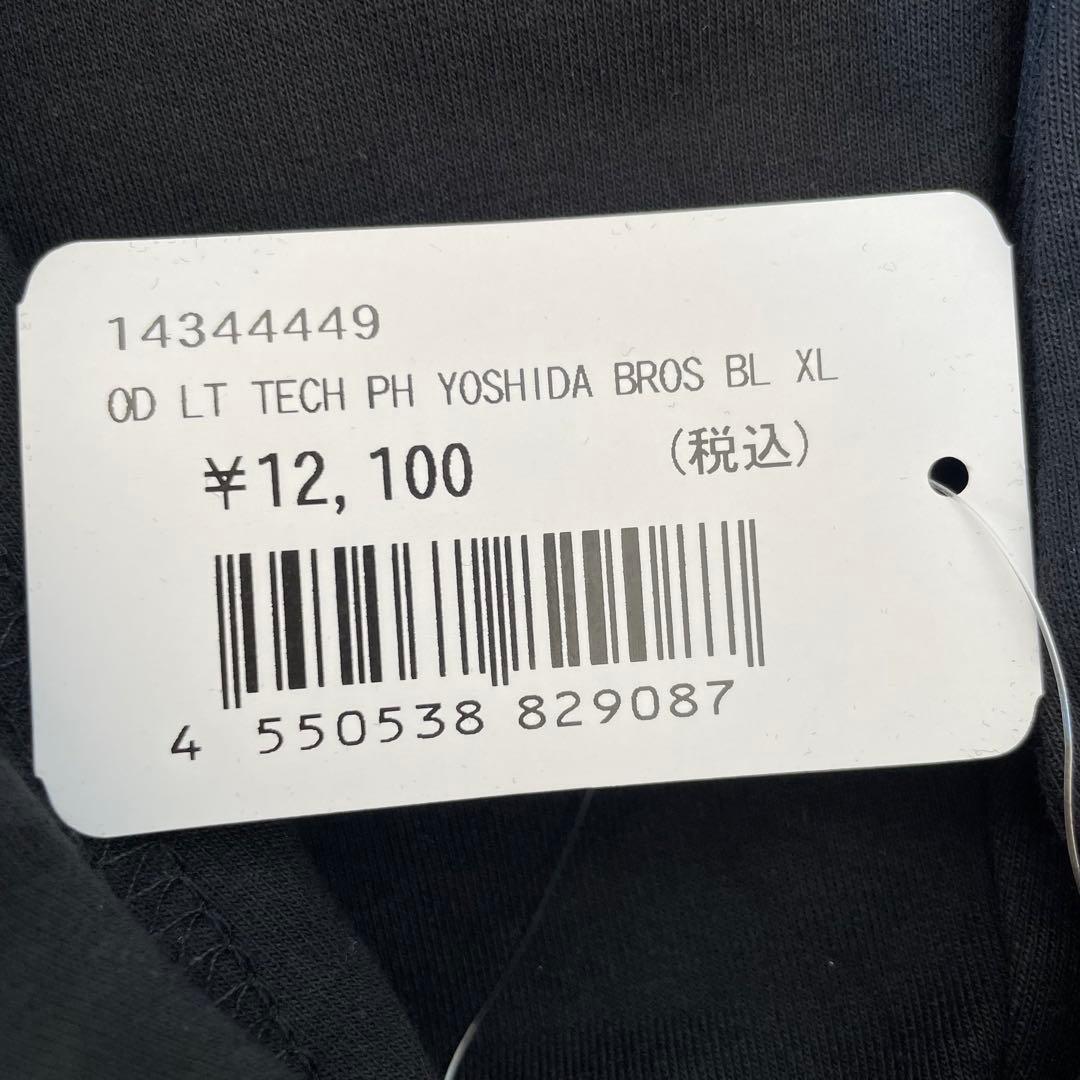 14344449
OD LT TECH PH YOSHIDA BROS BL XL
¥12,100 (税込)
4 550538 829087